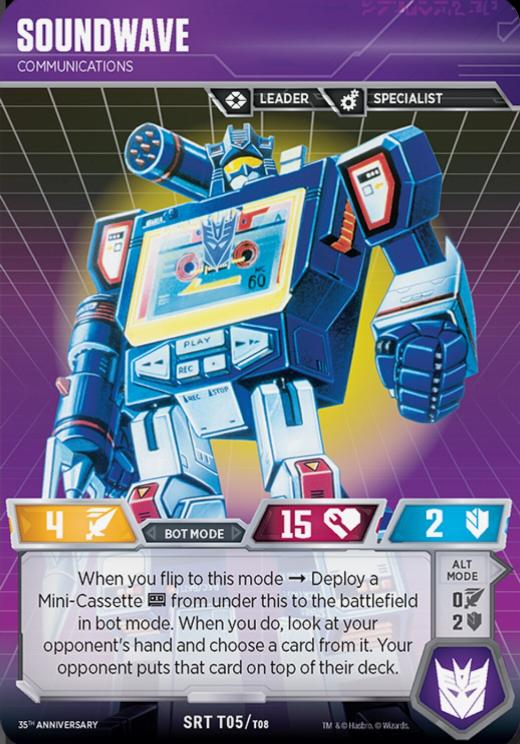 SOUNDWAVE
COMMUNICATIONS
LEADER SPECIALIST
MC
60
PLAY
REC
REC STOP
4 BOT MODE 15 2
When you flip to this mode → Deploy a
Mini-Cassette from under this to the battlefield
in bot mode. When you do, look at your
opponent's hand and choose a card from it. Your
opponent puts that card on top of their deck.
ALT
MODE
0
2
35TH ANNIVERSARY SRT T05/T08 TM & © Hasbro. © Wizards.